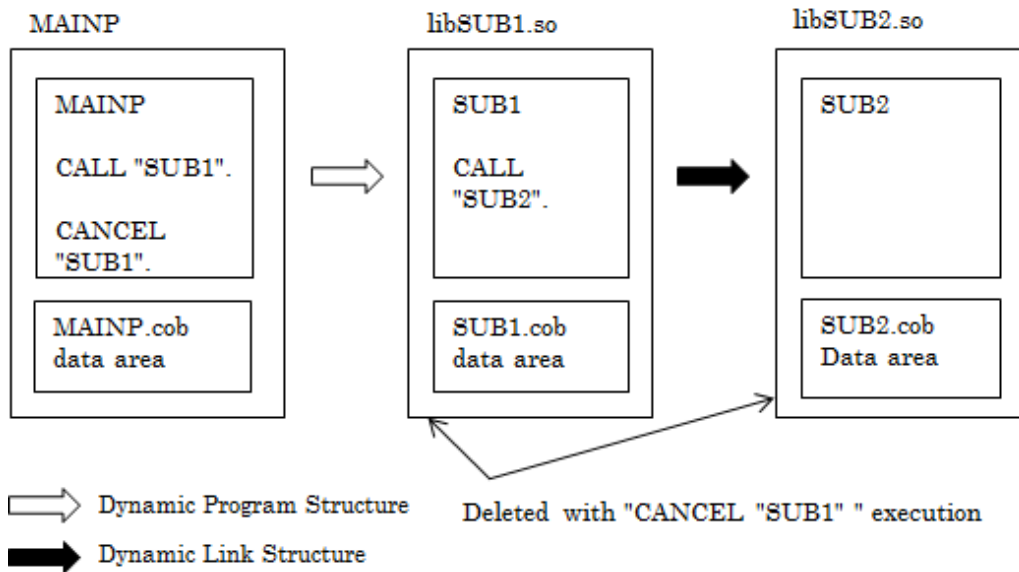 MAINP
libSUB1.so
libSUB2.so
MAINP
CALL "SUB1".
CANCEL
"SUB1".
MAINP.cob
data area
SUB1
CALL
"SUB2".
SUB1.cob
data area
SUB2
SUB2.cob
Data area
Dynamic Program Structure
Dynamic Link Structure
Deleted with "CANCEL "SUB1" " execution